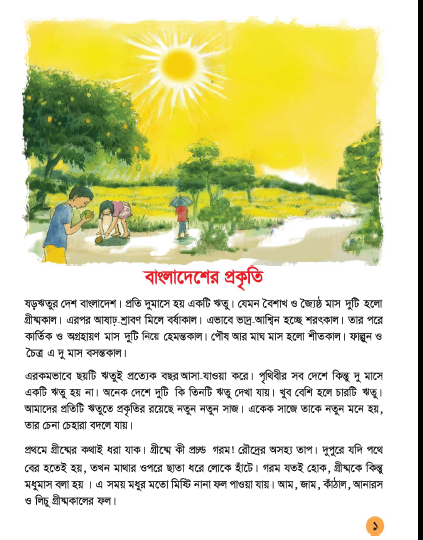 বাংলাদেশের প্রকৃতি
ষড়ঋতুর দেশ বাংলাদেশ। প্রতি দুমাসে হয় একটি ঋতু। যেমন বৈশাখ ও জ্যৈষ্ঠ মাস দুটি হলো
গ্রীষ্মকাল। এরপর আষাঢ়-শ্রাবণ মিলে বর্ষাকাল। এভাবে ভাদ্র-আশ্বিন হচ্ছে শরৎকাল। তার পরে
কার্তিক ও অগ্রহায়ণ মাস দুটি নিয়ে হেমন্তকাল। পৌষ আর মাঘ মাস হলো শীতকাল। ফাল্গুন ও
চৈত্র এ দু মাস বসন্তকাল।
এরকমভাবে ছয়টি ঋতুই প্রত্যেক বছর আসা-যাওয়া করে। পৃথিবীর সব দেশে কিন্তু দু মাসে
একটি ঋতু হয় না। অনেক দেশে দুটি কি তিনটি ঋতু দেখা যায়। খুব বেশি হলে চারটি ঋতু।
আমাদের প্রতিটি ঋতুতে প্রকৃতির রয়েছে নতুন নতুন সাজ। একেক সাজে তাকে নতুন মনে হয়,
তার চেনা চেহারা বদলে যায়।
প্রথমে গ্রীষ্মের কথাই ধরা যাক। গ্রীষ্মে কী প্রচন্ড গরম! রৌদ্রের অসহ্য তাপ। দুপুরে যদি পথে
বের হতেই হয়, তখন মাথার ওপরে ছাতা ধরে লোকে হাঁটে। গরম যতই হোক, গ্রীষ্মকে কিন্তু
মধুমাস বলা হয় । এ সময় মধুর মতো মিষ্টি নানা ফল পাওয়া যায়। আম, জাম, কাঁঠাল, আনারস
ও লিচু গ্রীষ্মকালের ফল।
১